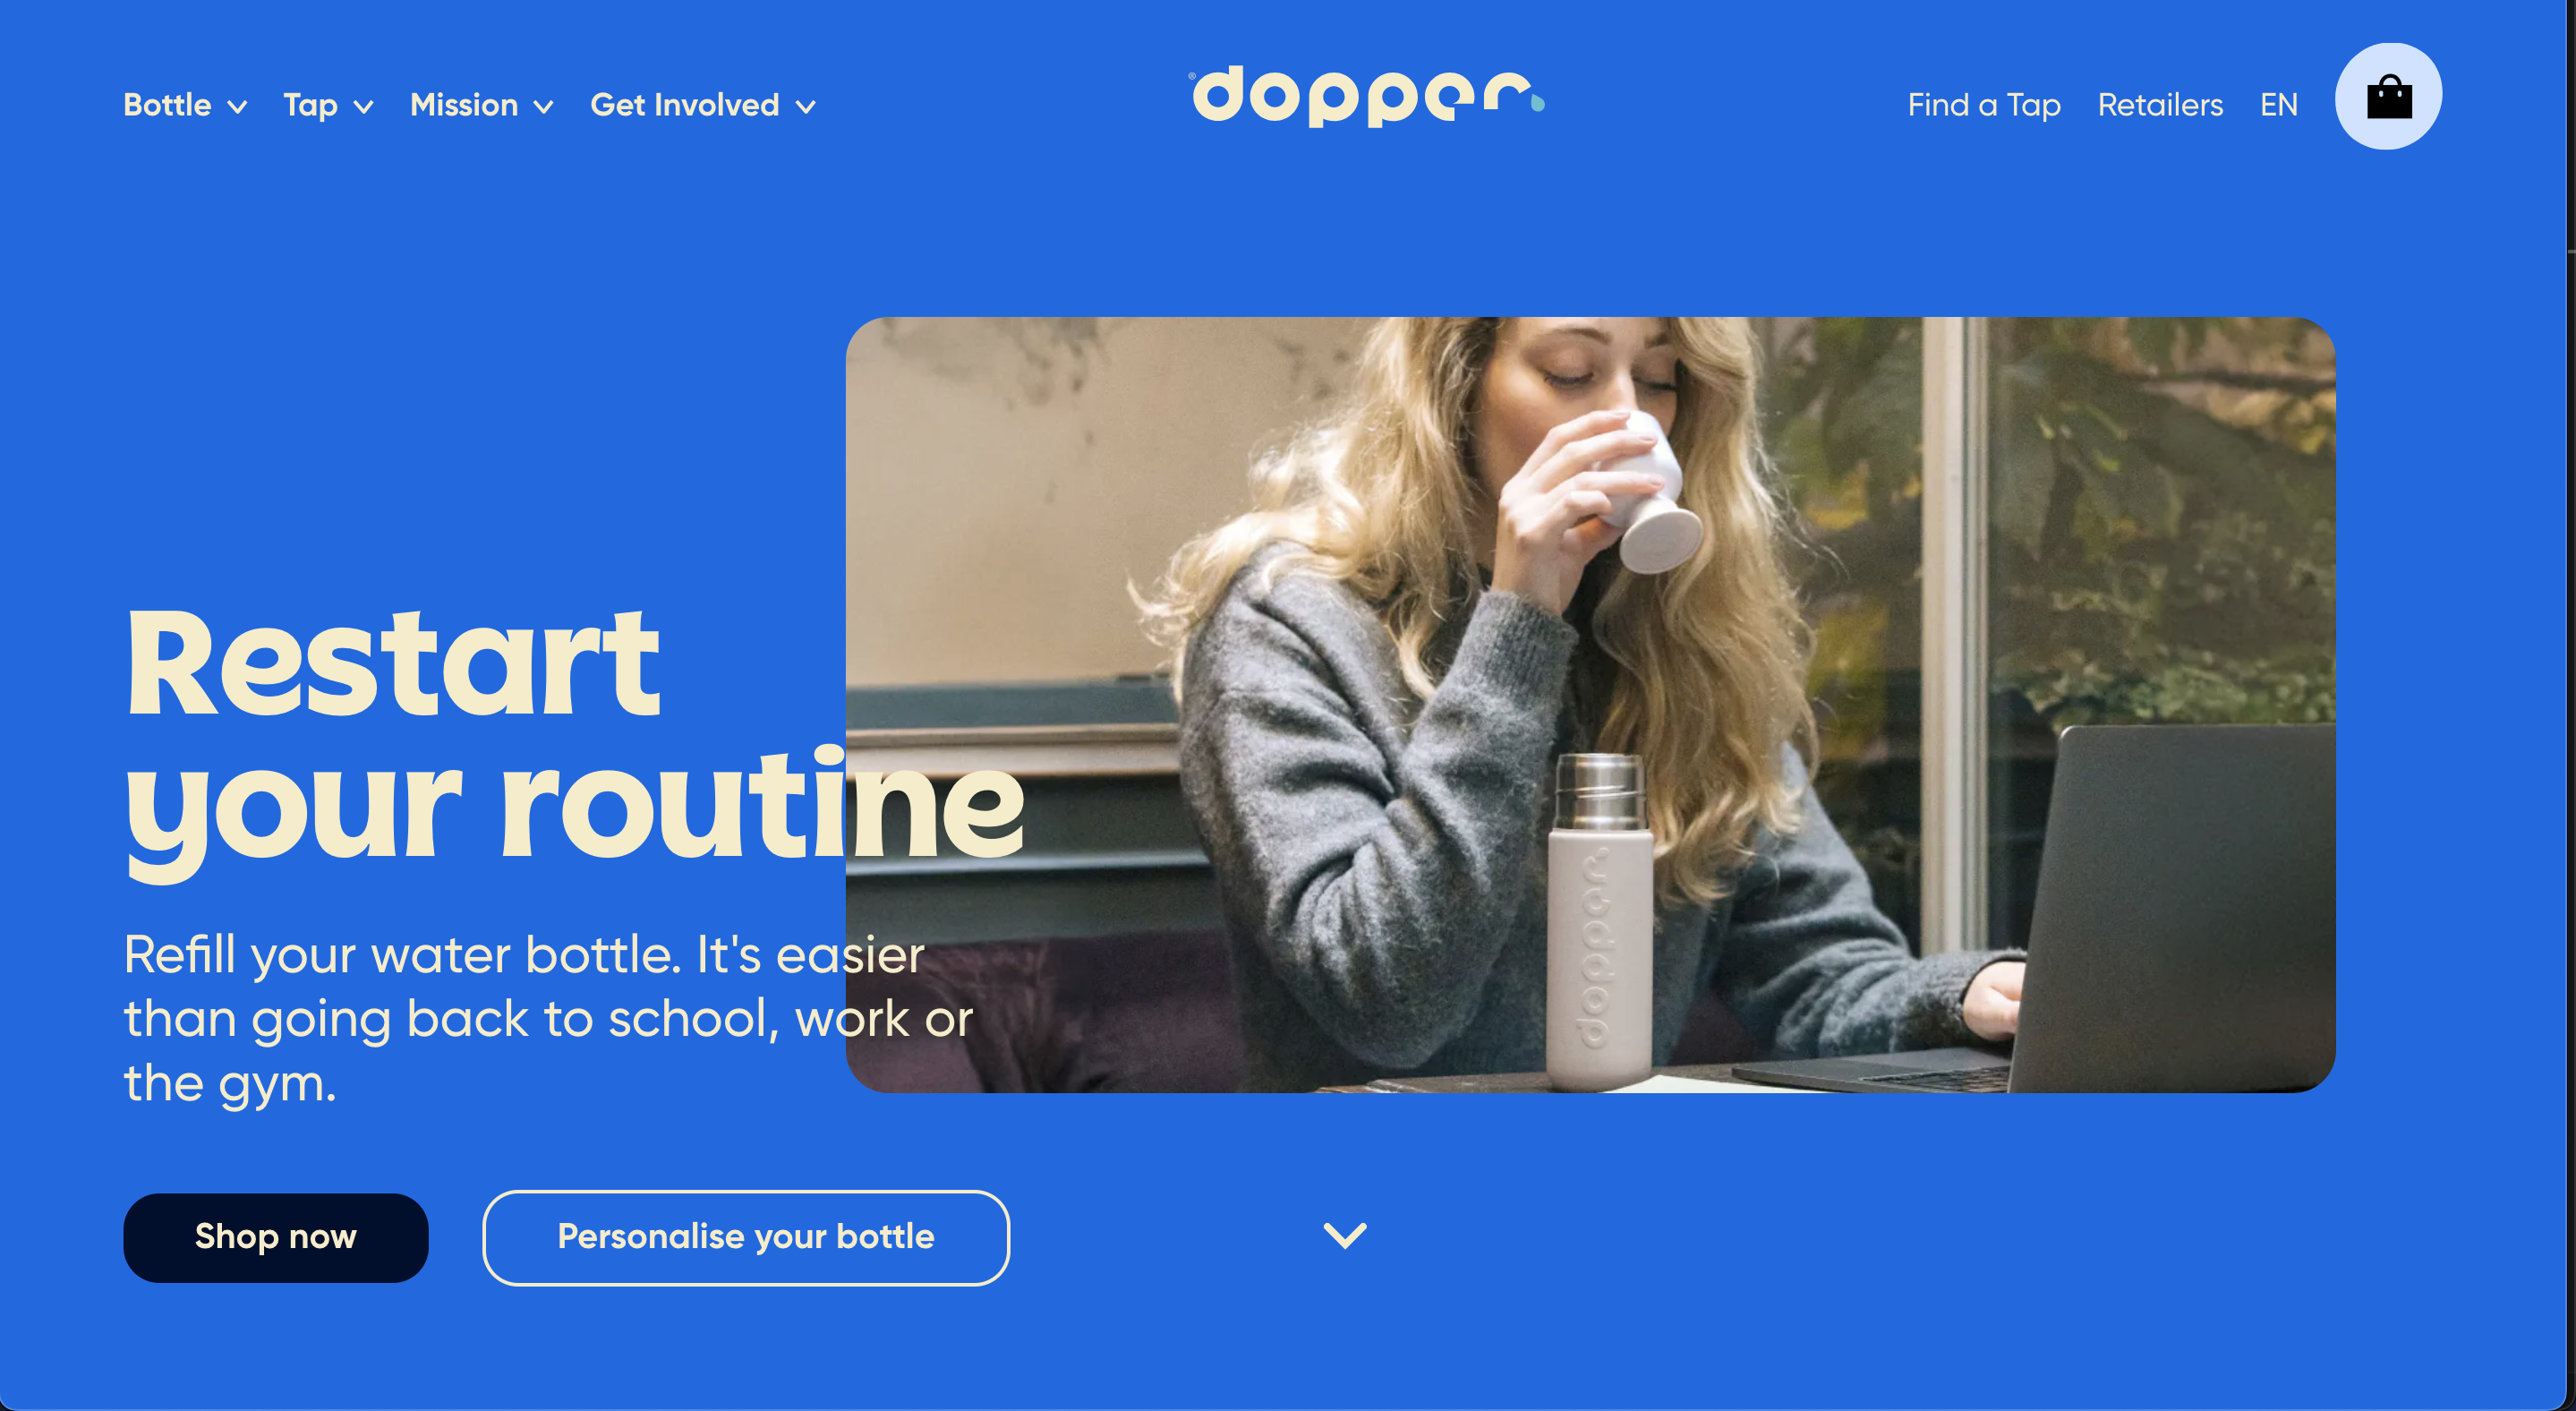 Bottle Tap Mission Get Involved
® dopper
Find a Tap Retailers EN
Restart
your routine
Refill your water bottle. It's easier
than going back to school, work or
the gym.
dopper
Shop now
Personalise your bottle